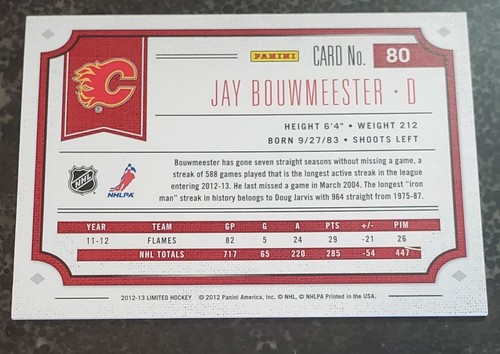 PANINI CARD No. 80
JAY BOUWMEESTER • D
HEIGHT 6'4" • WEIGHT 212
BORN 9/27/83 • SHOOTS LEFT
Bouwmeester has gone seven straight seasons without missing a game, a
streak of 588 games played that is the longest active streak in the league
entering 2012-13. He last missed a game in March 2004. The longest "iron
man" streak in history belongs to Doug Jarvis with 964 straight from 1975-87.
NHL NHLPA
YEAR TEAM GP G A PTS +/- PIM
11-12 FLAMES 82 5 24 29 -21 26
NHL TOTALS 717 65 220 285 -54 447
2012-13 LIMITED HOCKEY © 2012 Panini America, Inc. © NHL, © NHLPA Printed in the USA.